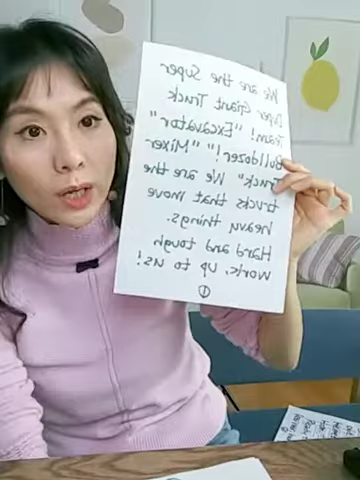 We are the Super
Duper Giant Truck
Team! "Excavator"
Bulldozer!" "Mixer
Truck" We are the
trucks that move
heavy things.
Hard and tough
work, up to us!
①